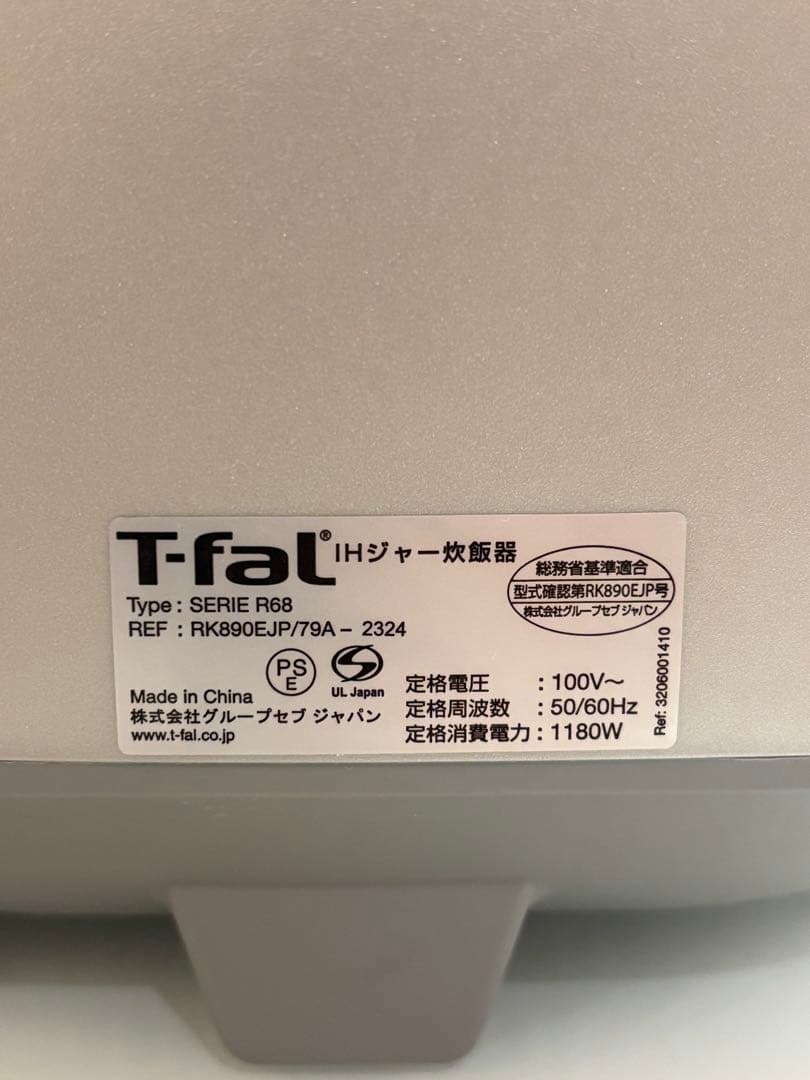 T-fal® IHジャー炊飯器
Type : SERIE R68
REF : RK890EJP/79A – 2324
総務省基準適合
型式確認第RK890EJP号
株式会社グループセブ ジャパン
PS
E
S
UL Japan
Made in China
株式会社グループセブ ジャパン
www.t-fal.co.jp
定格電圧 : 100V～
定格周波数 : 50/60Hz
定格消費電力 : 1180W
Ref: 3206001410